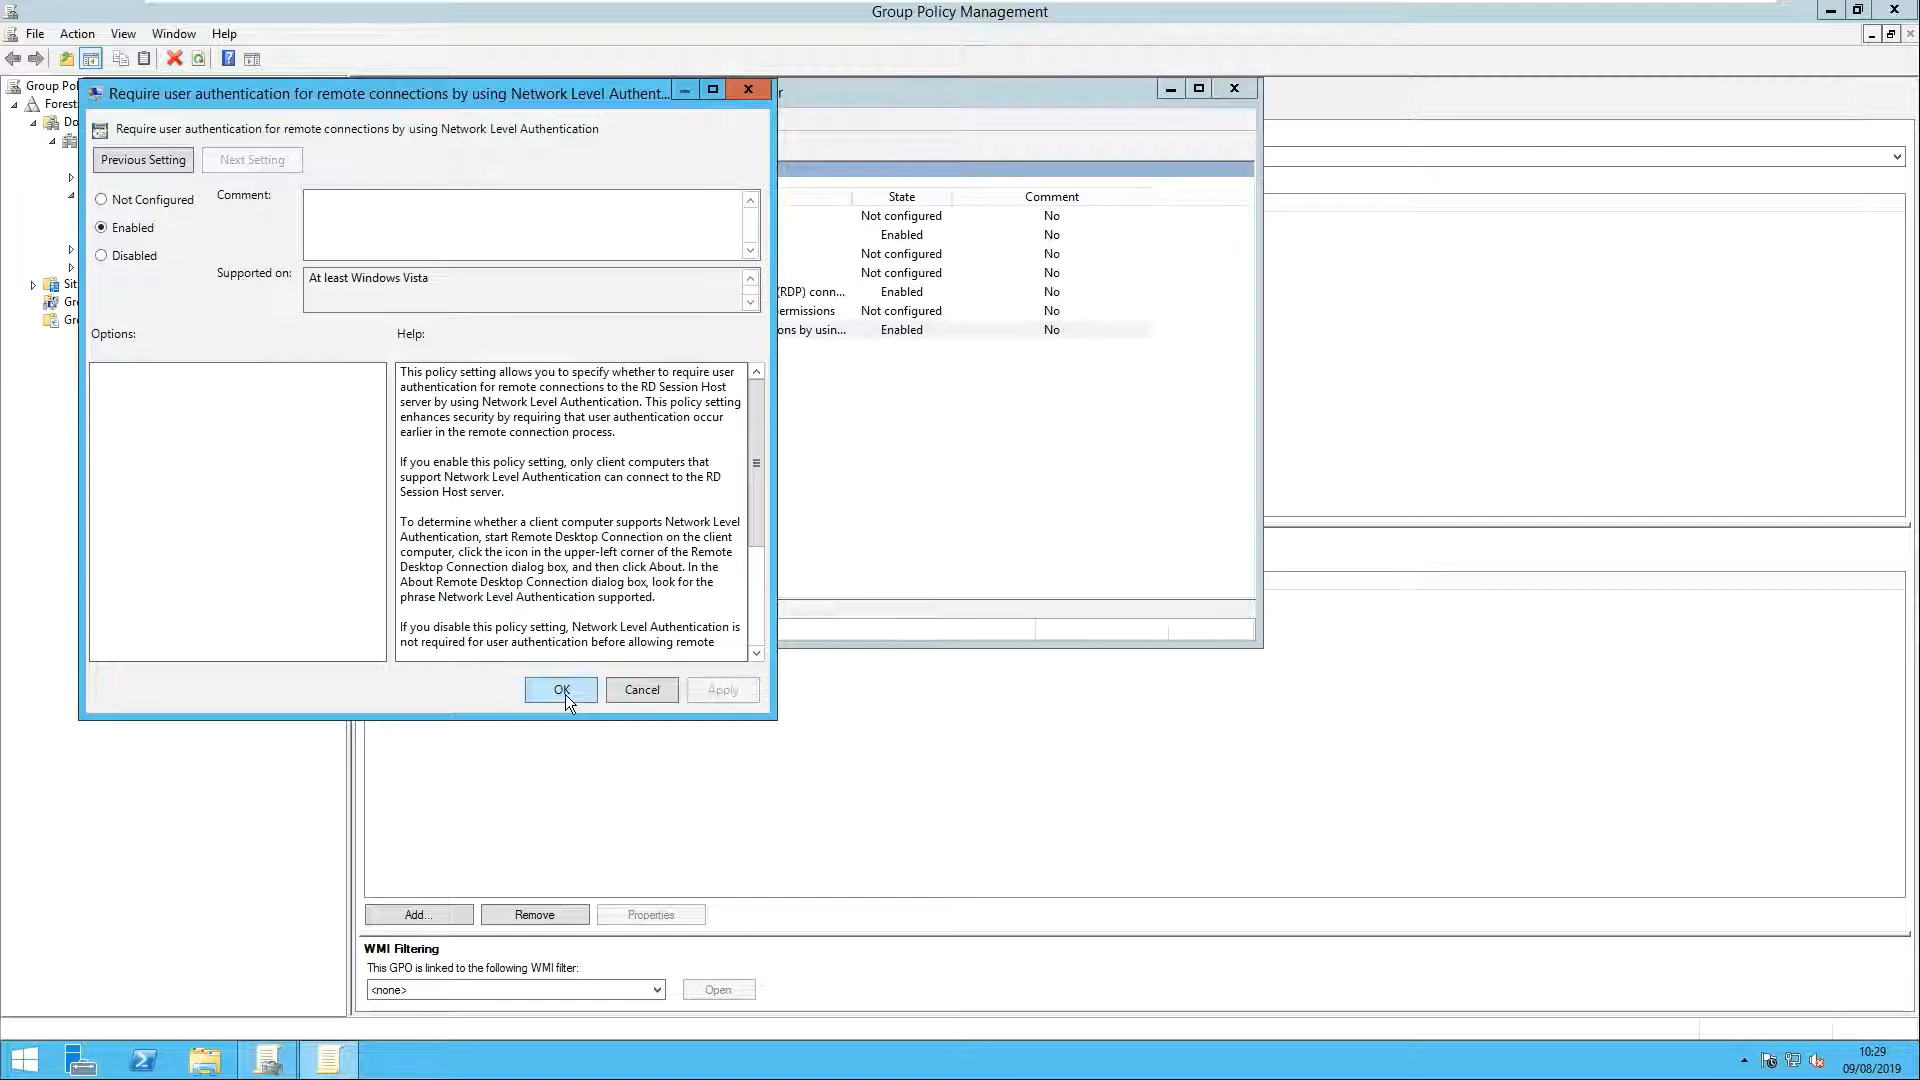 Group Policy Management
File Action View Window Help
Group Pol
Forest
Do
Sit
Gro
Gro
Require user authentication for remote connections by using Network Level Authent...
Require user authentication for remote connections by using Network Level Authentication
Previous Setting
Next Setting
Not Configured
Enabled
Disabled
Comment:
Supported on:
At least Windows Vista
Options:
Help:
This policy setting allows you to specify whether to require user
authentication for remote connections to the RD Session Host
server by using Network Level Authentication. This policy setting
enhances security by requiring that user authentication occur
earlier in the remote connection process.
If you enable this policy setting, only client computers that
support Network Level Authentication can connect to the RD
Session Host server.
To determine whether a client computer supports Network Level
Authentication, start Remote Desktop Connection on the client
computer, click the icon in the upper-left corner of the Remote
Desktop Connection dialog box, and then click About. In the
About Remote Desktop Connection dialog box, look for the
phrase Network Level Authentication supported.
If you disable this policy setting, Network Level Authentication is
not required for user authentication before allowing remote
OK
Cancel
Apply
State Comment
Not configured No
Enabled No
Not configured No
Not configured No
(RDP) conn... Enabled No
ermissions Not configured No
ons by usin... Enabled No
Add...
Remove
Properties
WMI Filtering
This GPO is linked to the following WMI filter:
<none>
Open
10:29
09/08/2019